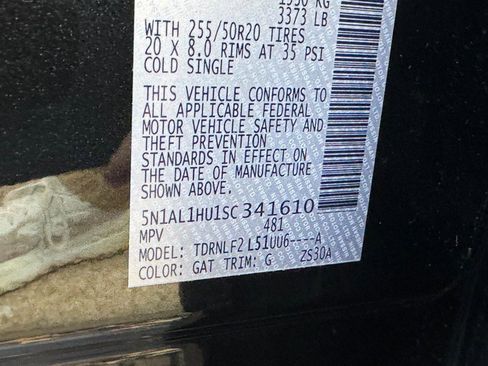 3373 LB
WITH 255/50R20 TIRES
20 X 8.0 RIMS AT 35 PSI
COLD SINGLE
THIS VEHICLE CONFORMS TO
ALL APPLICABLE FEDERAL
MOTOR VEHICLE SAFETY AND
THEFT PREVENTION
STANDARDS IN EFFECT ON
THE DATE OF MANUFACTURE
SHOWN ABOVE.
5N1AL1HU1SC341610
MPV 481
MODEL: TDRNLF2 L51UU6----A
COLOR: GAT TRIM: G ZS30A